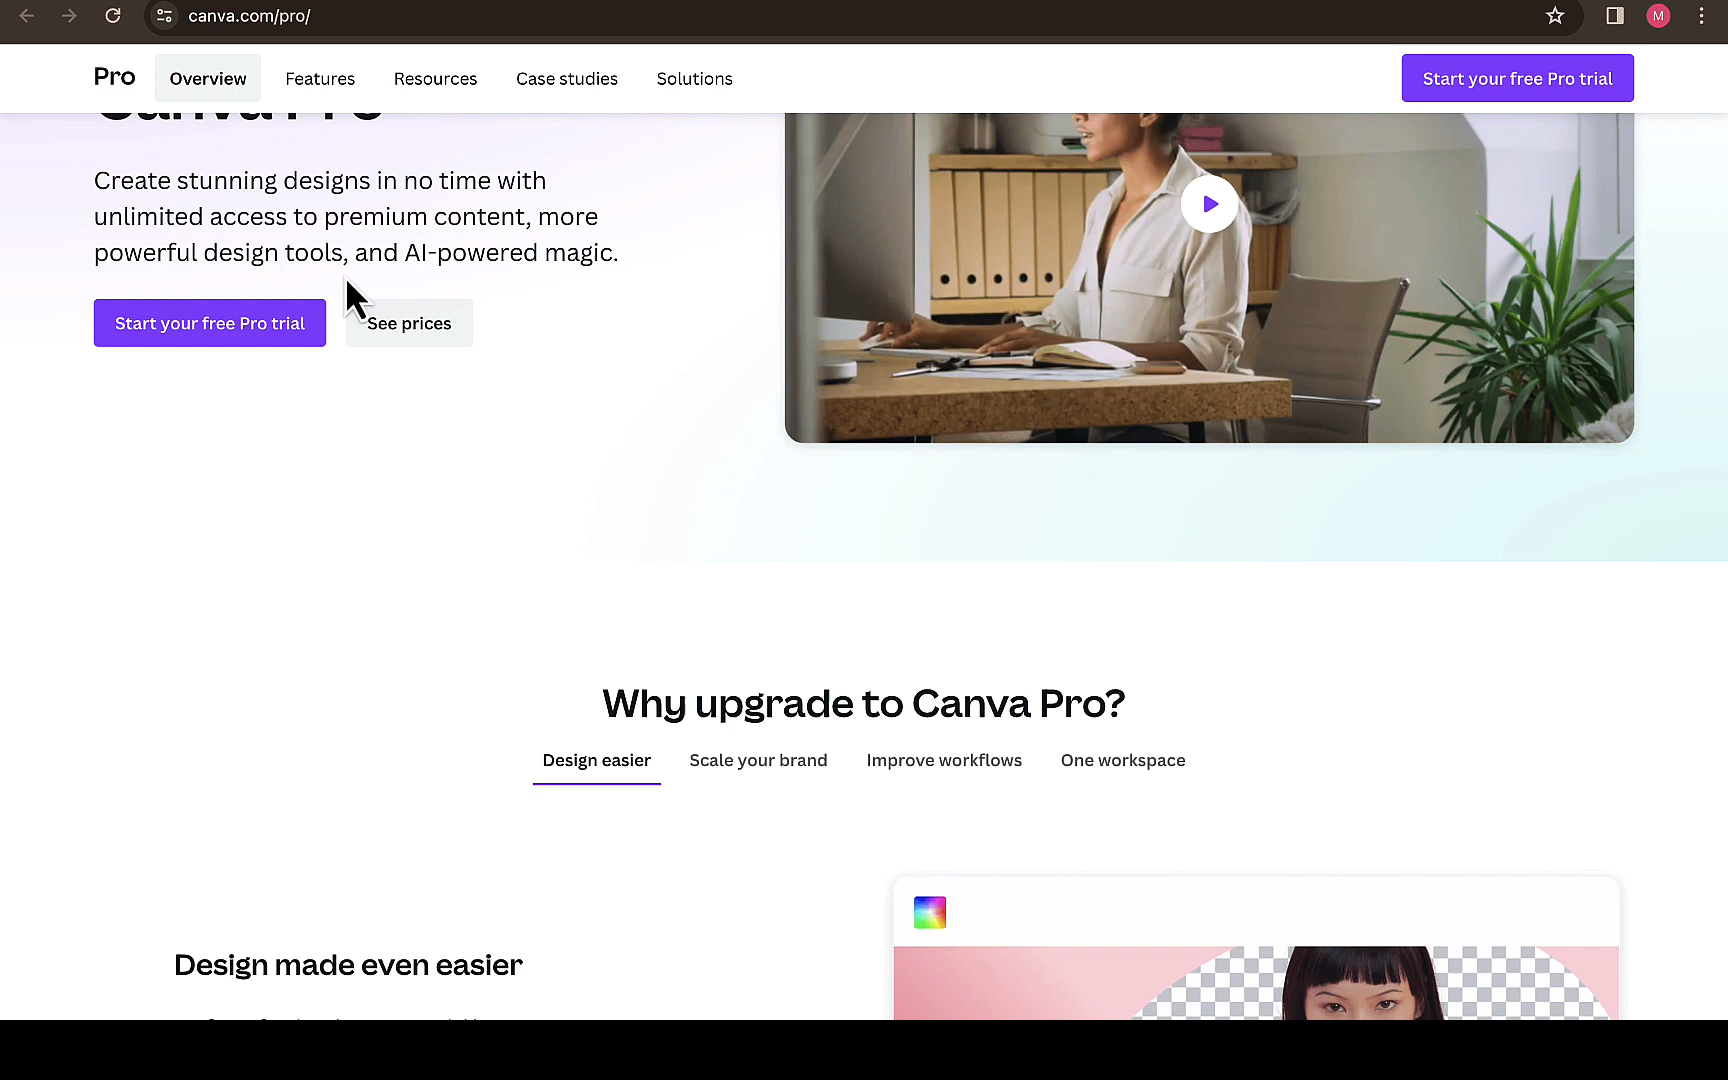 canva.com/pro/
M
Pro
Overview
Features
Resources
Case studies
Solutions
Start your free Pro trial
Canva Pro
Create stunning designs in no time with
unlimited access to premium content, more
powerful design tools, and AI-powered magic.
Start your free Pro trial
See prices
Why upgrade to Canva Pro?
Design easier
Scale your brand
Improve workflows
One workspace
Design made even easier